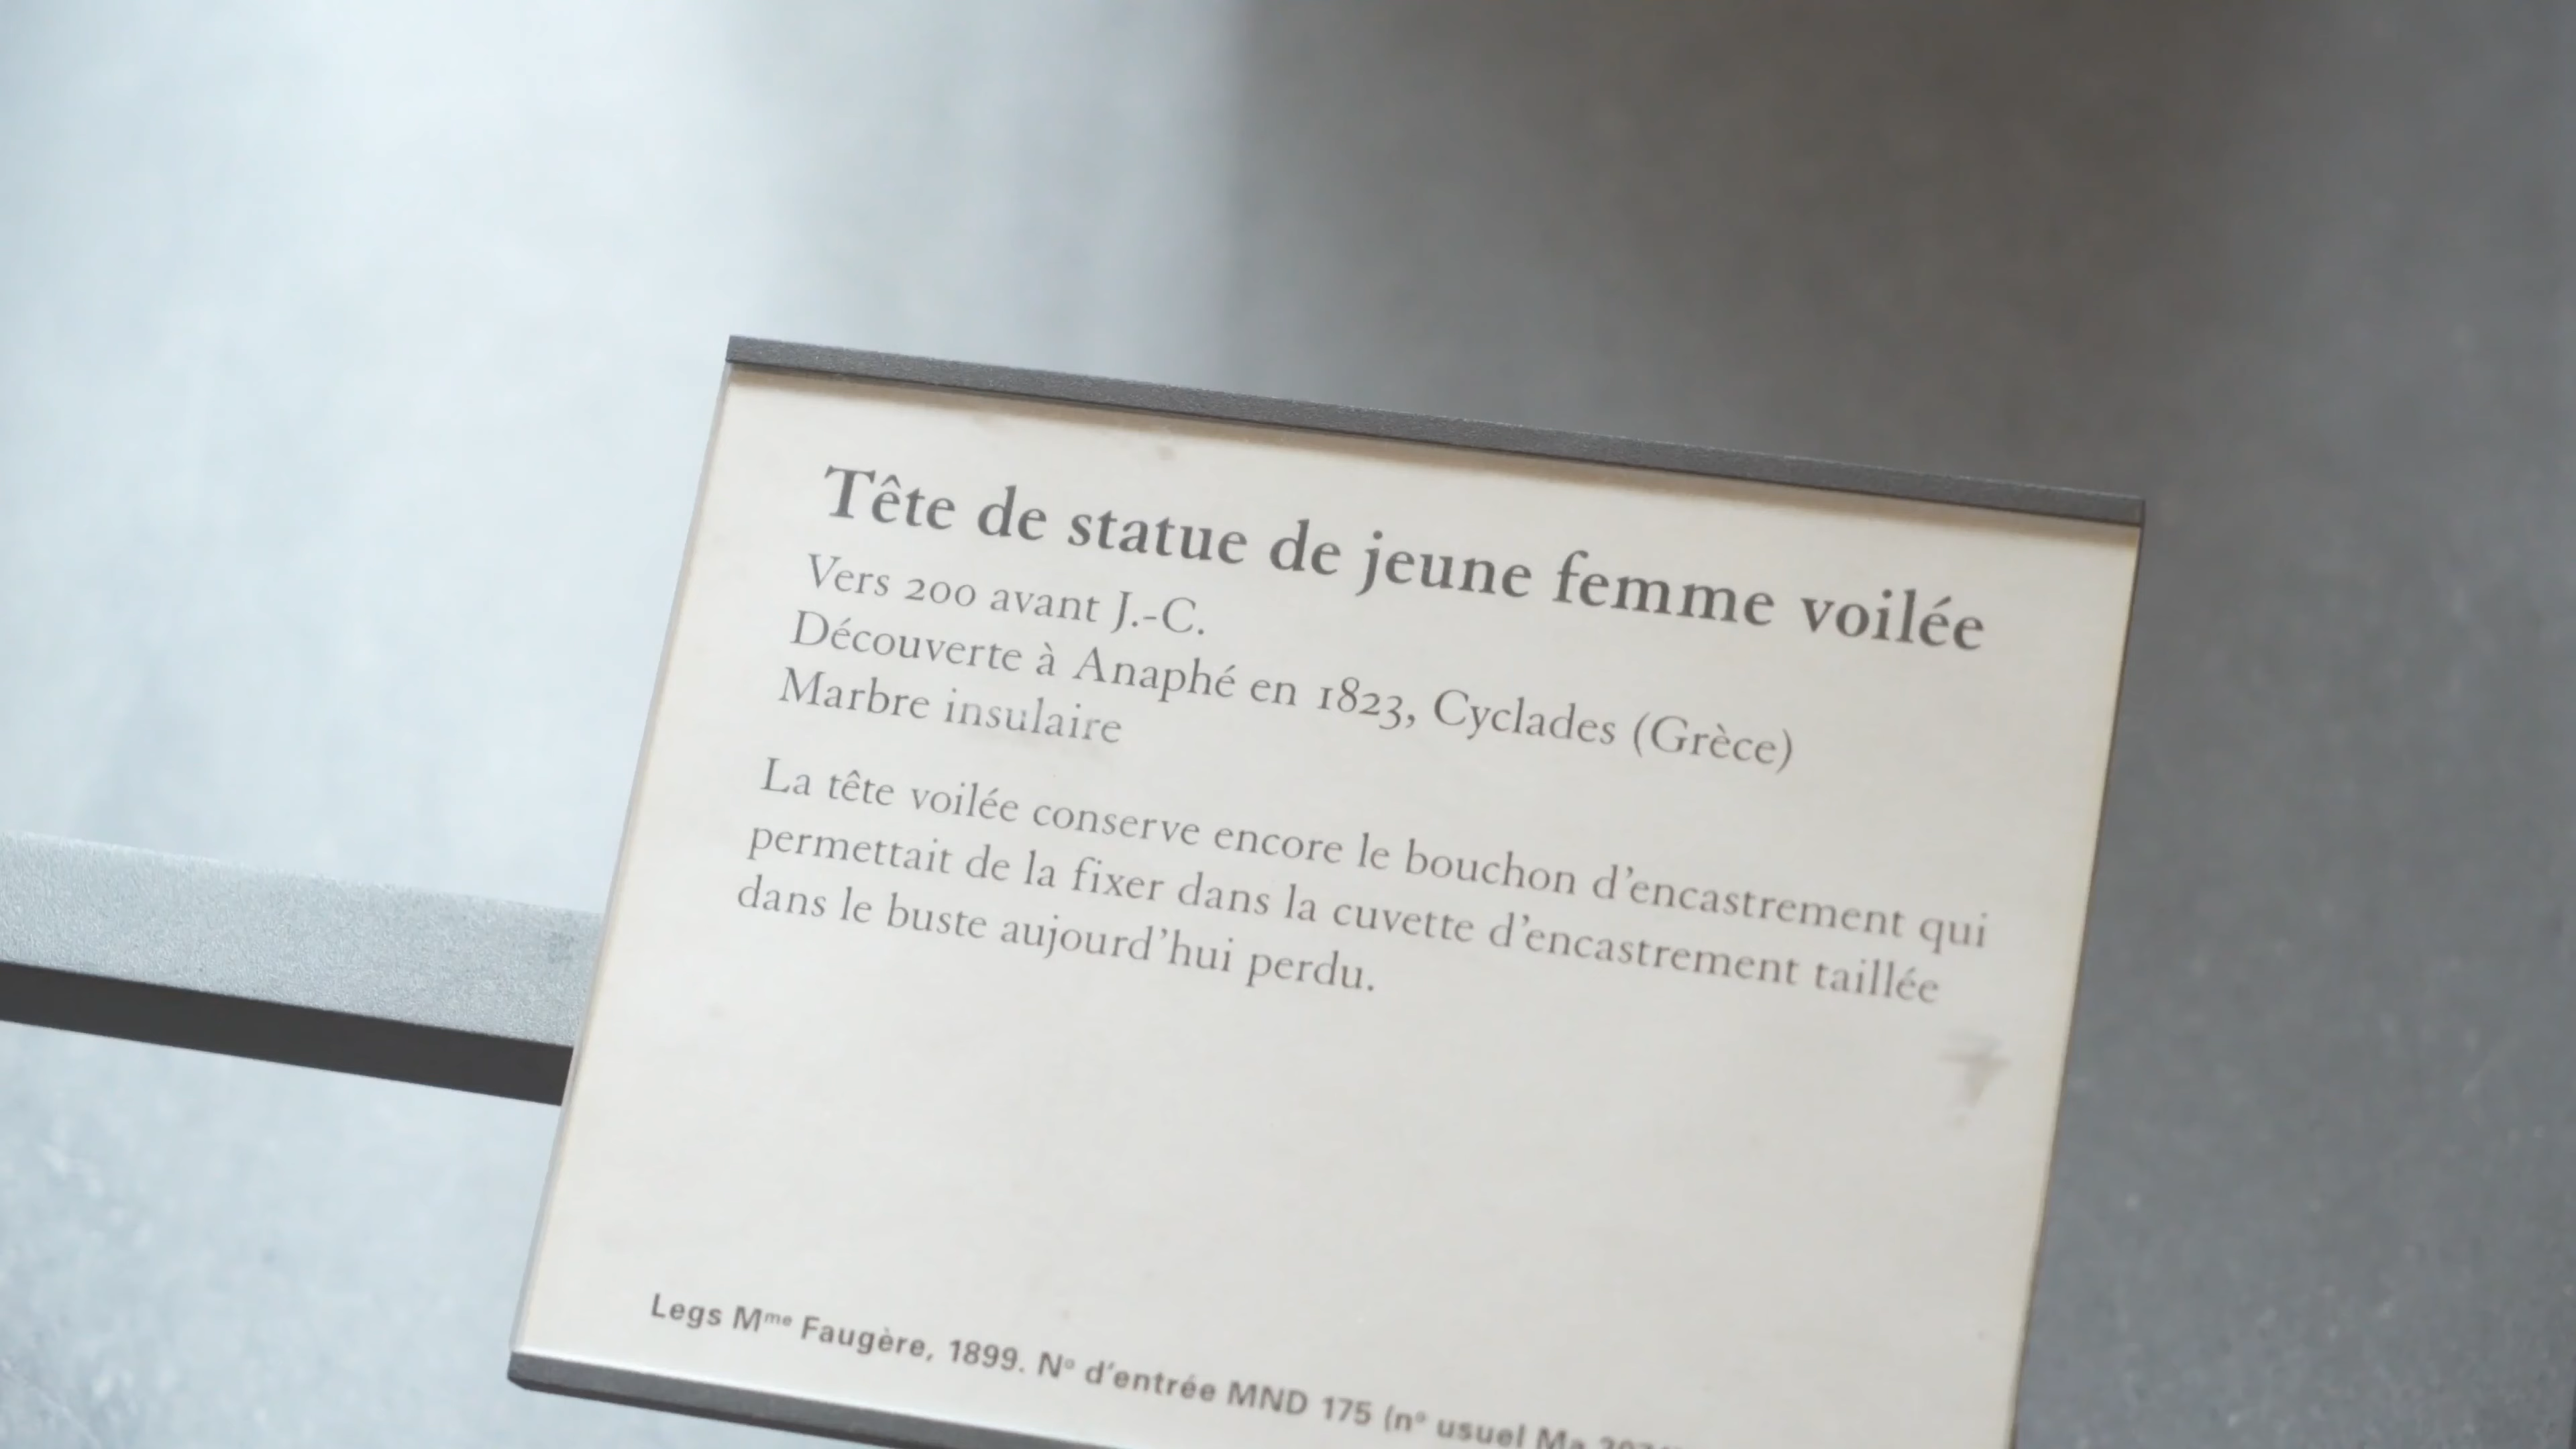 Tête de statue de jeune femme voilée
Vers 200 avant J.-C.
Découverte à Anaphé en 1823, Cyclades (Grèce)
Marbre insulaire
La tête voilée conserve encore le bouchon d'encastrement qui
permettait de la fixer dans la cuvette d'encastrement taillée
dans le buste aujourd'hui perdu.
Legs Mme Faugère, 1899. N° d'entrée MND 175 (n° usuel Ma